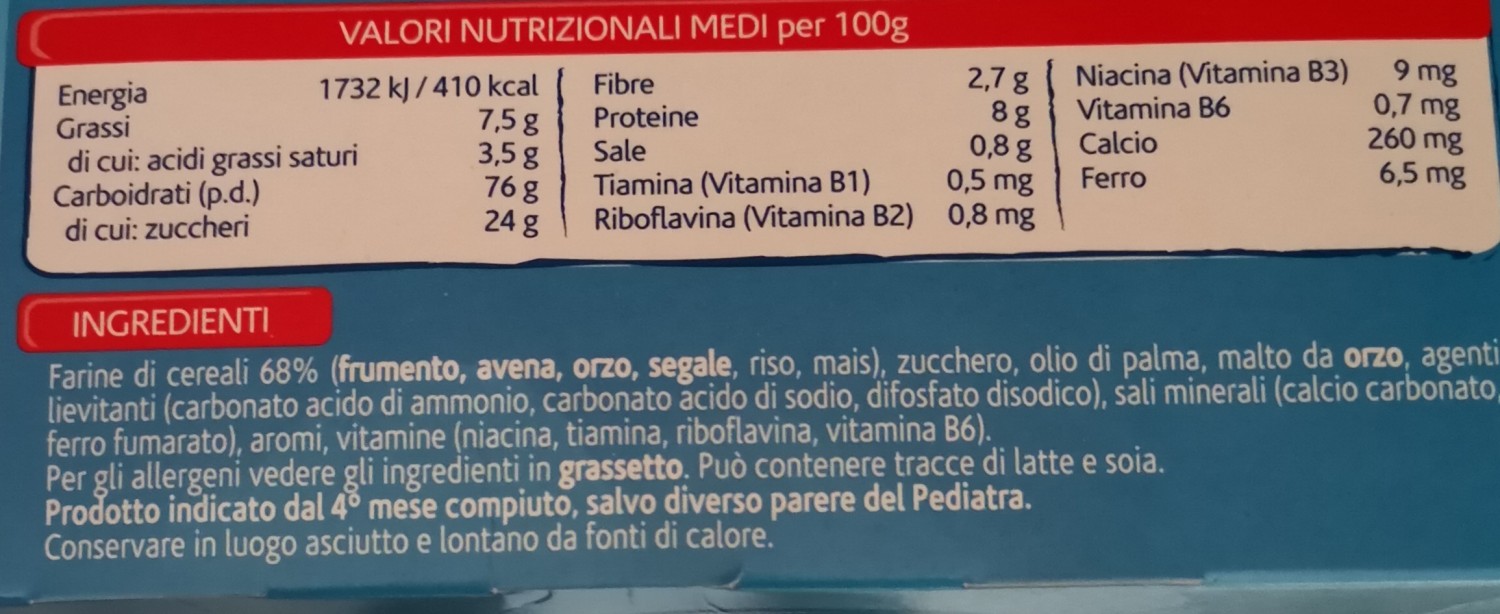 VALORI NUTRIZIONALI MEDI per 100g
Energia 1732 kJ / 410 kcal
Grassi 7,5 g
di cui: acidi grassi saturi 3,5 g
Carboidrati (p.d.) 76 g
di cui: zuccheri 24 g
Fibre 2,7 g
Proteine 8 g
Sale 0,8 g
Tiamina (Vitamina B1) 0,5 mg
Riboflavina (Vitamina B2) 0,8 mg
Niacina (Vitamina B3) 9 mg
Vitamina B6 0,7 mg
Calcio 260 mg
Ferro 6,5 mg
INGREDIENTI
Farine di cereali 68% (frumento, avena, orzo, segale, riso, mais), zucchero, olio di palma, malto da orzo, agenti
lievitanti (carbonato acido di ammonio, carbonato acido di sodio, difosfato disodico), sali minerali (calcio carbonato,
ferro fumarato), aromi, vitamine (niacina, tiamina, riboflavina, vitamina B6).
Per gli allergeni vedere gli ingredienti in grassetto. Può contenere tracce di latte e soia.
Prodotto indicato dal 4° mese compiuto, salvo diverso parere del Pediatra.
Conservare in luogo asciutto e lontano da fonti di calore.